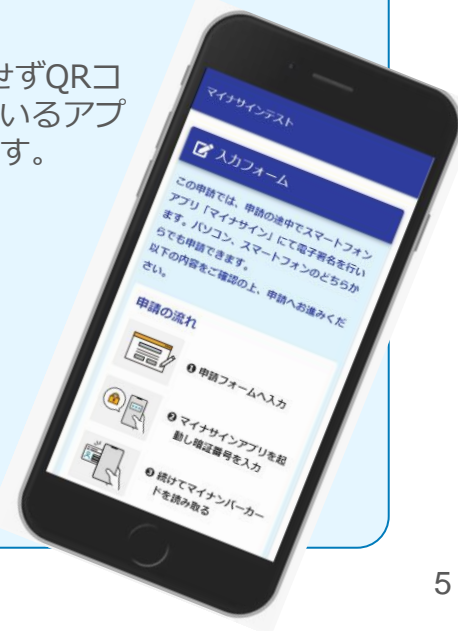 せずQRコ
いるアプ
す。
マイナサインテスト
入力フォーム
この申請では、申請の途中でスマートフォン
アプリ「マイナサイン」にて電子署名を行い
ます。パソコン、スマートフォンのどちらか
らでも申請できます。
以下の内容をご確認の上、申請へお進みくだ
さい。
申請の流れ
❶ 申請フォームへ入力
❷ マイナサインアプリを起
動し暗証番号を入力
❸ 続けてマイナンバーカー
ドを読み取る
5